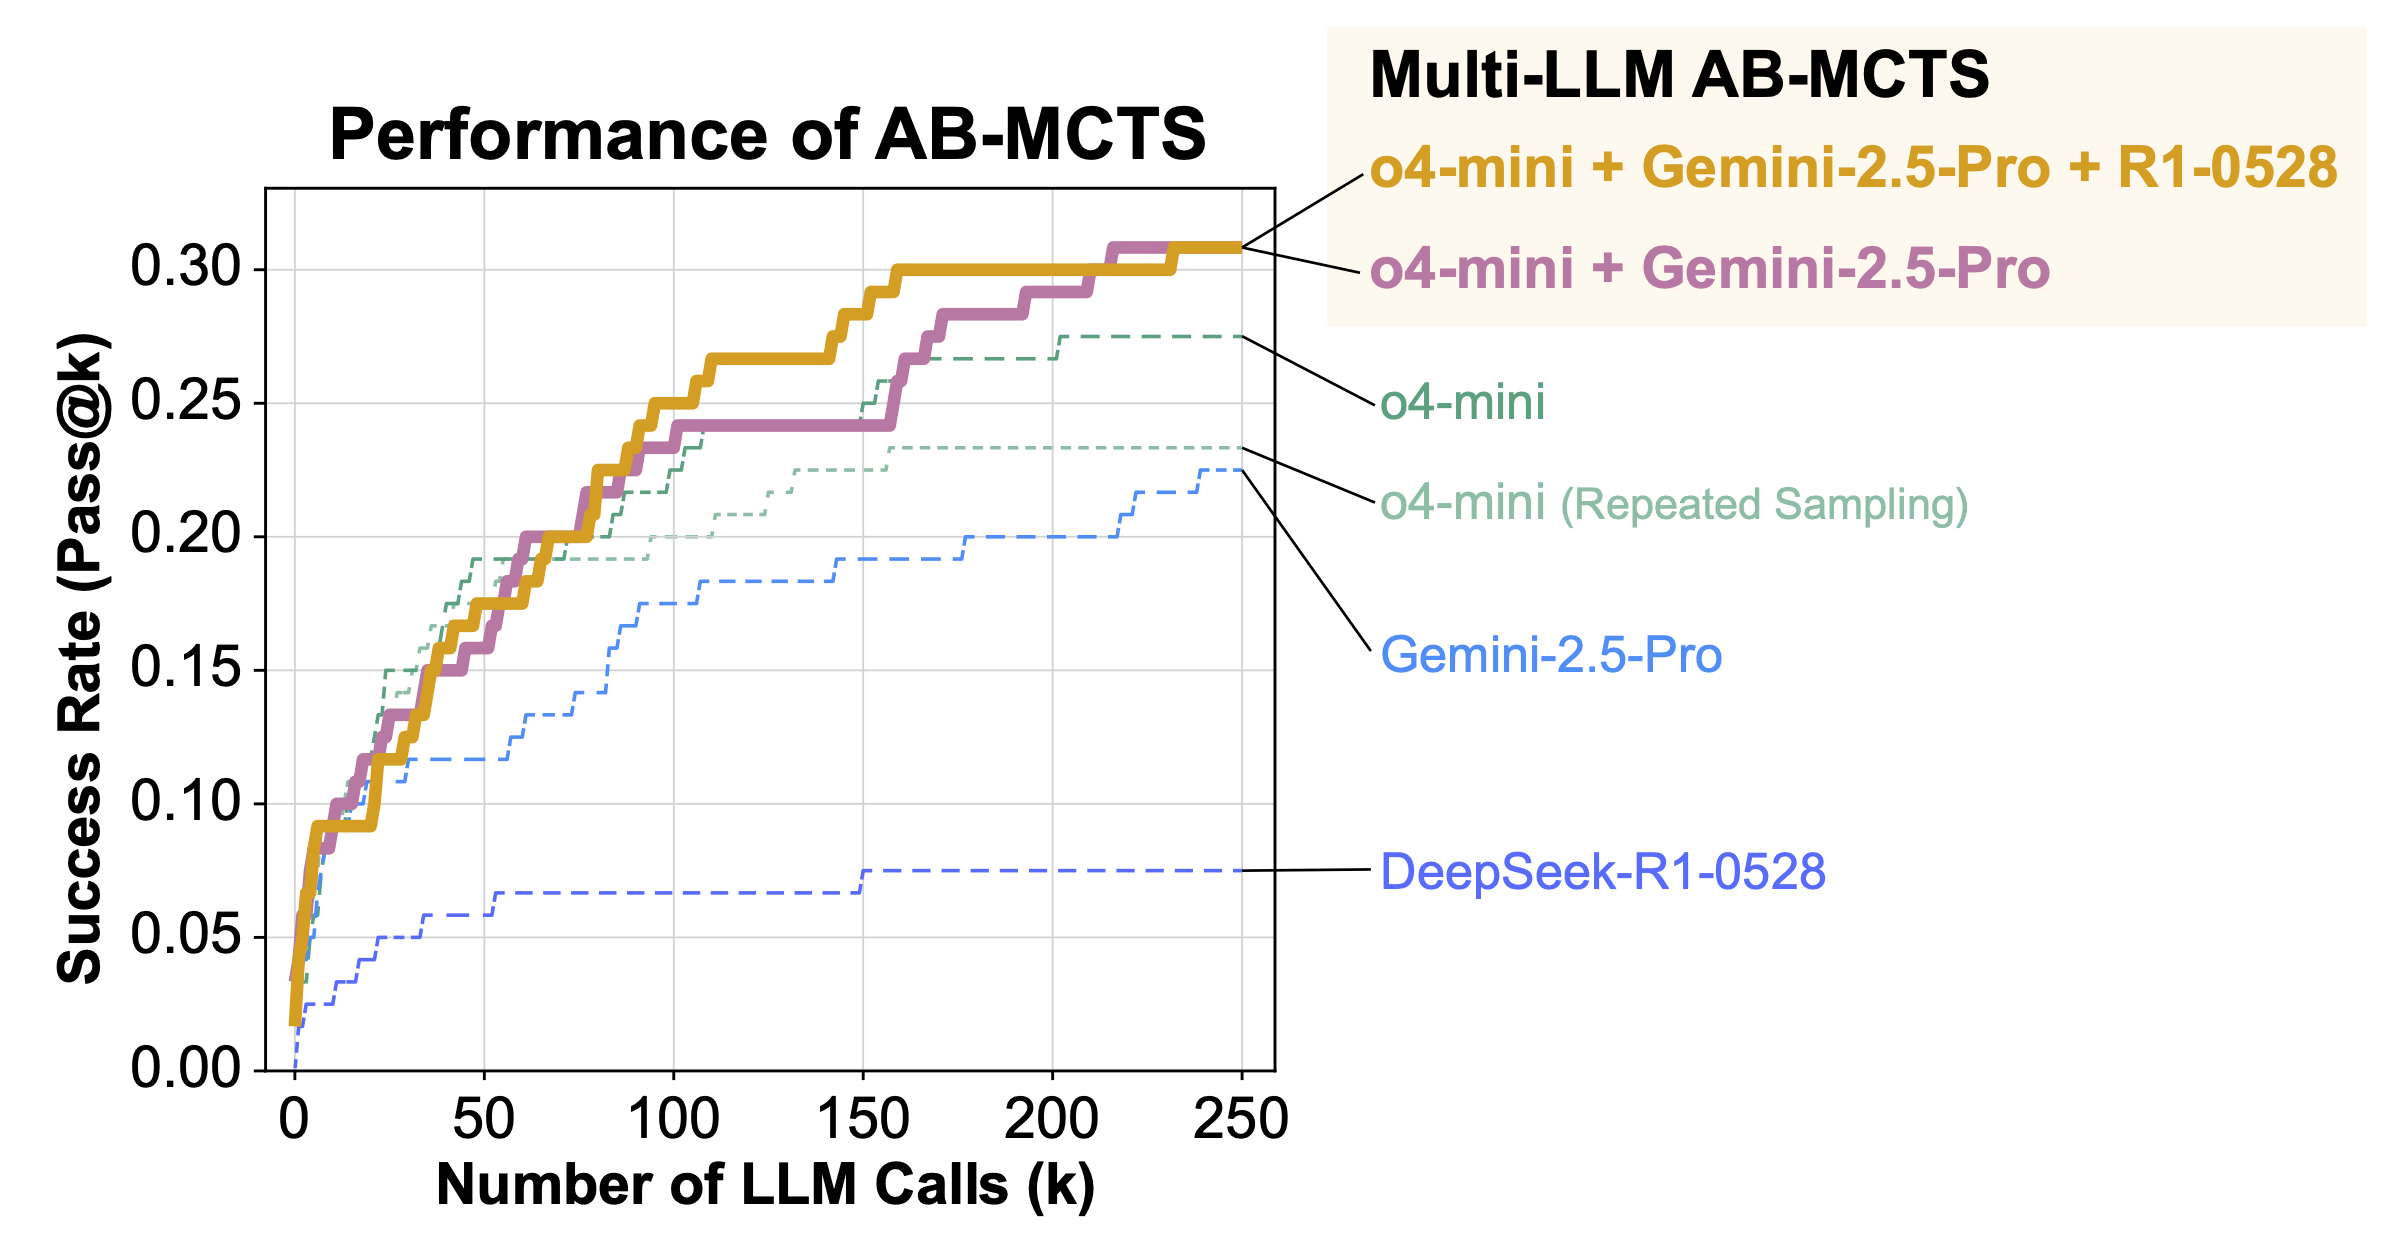 Multi-LLM AB-MCTS
Performance of AB-MCTS
o4-mini + Gemini-2.5-Pro + R1-0528
o4-mini + Gemini-2.5-Pro
o4-mini
o4-mini (Repeated Sampling)
Gemini-2.5-Pro
DeepSeek-R1-0528
Success Rate (Pass@k)
0.30
0.25
0.20
0.15
0.10
0.05
0.00
0 50 100 150 200 250
Number of LLM Calls (k)